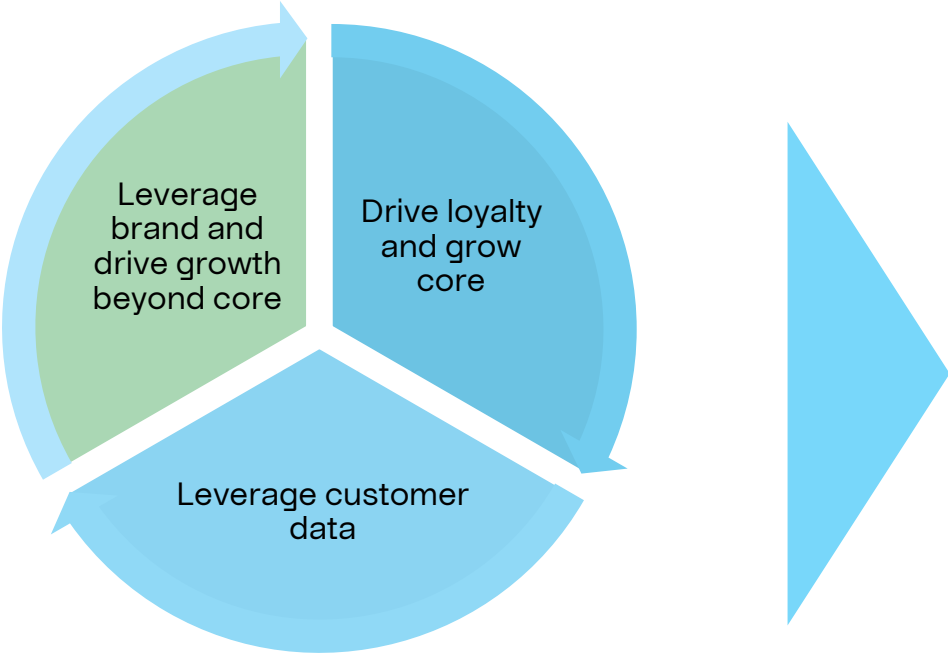 Leverage
brand and
drive growth
beyond core
Drive loyalty
and grow
core
Leverage customer
data